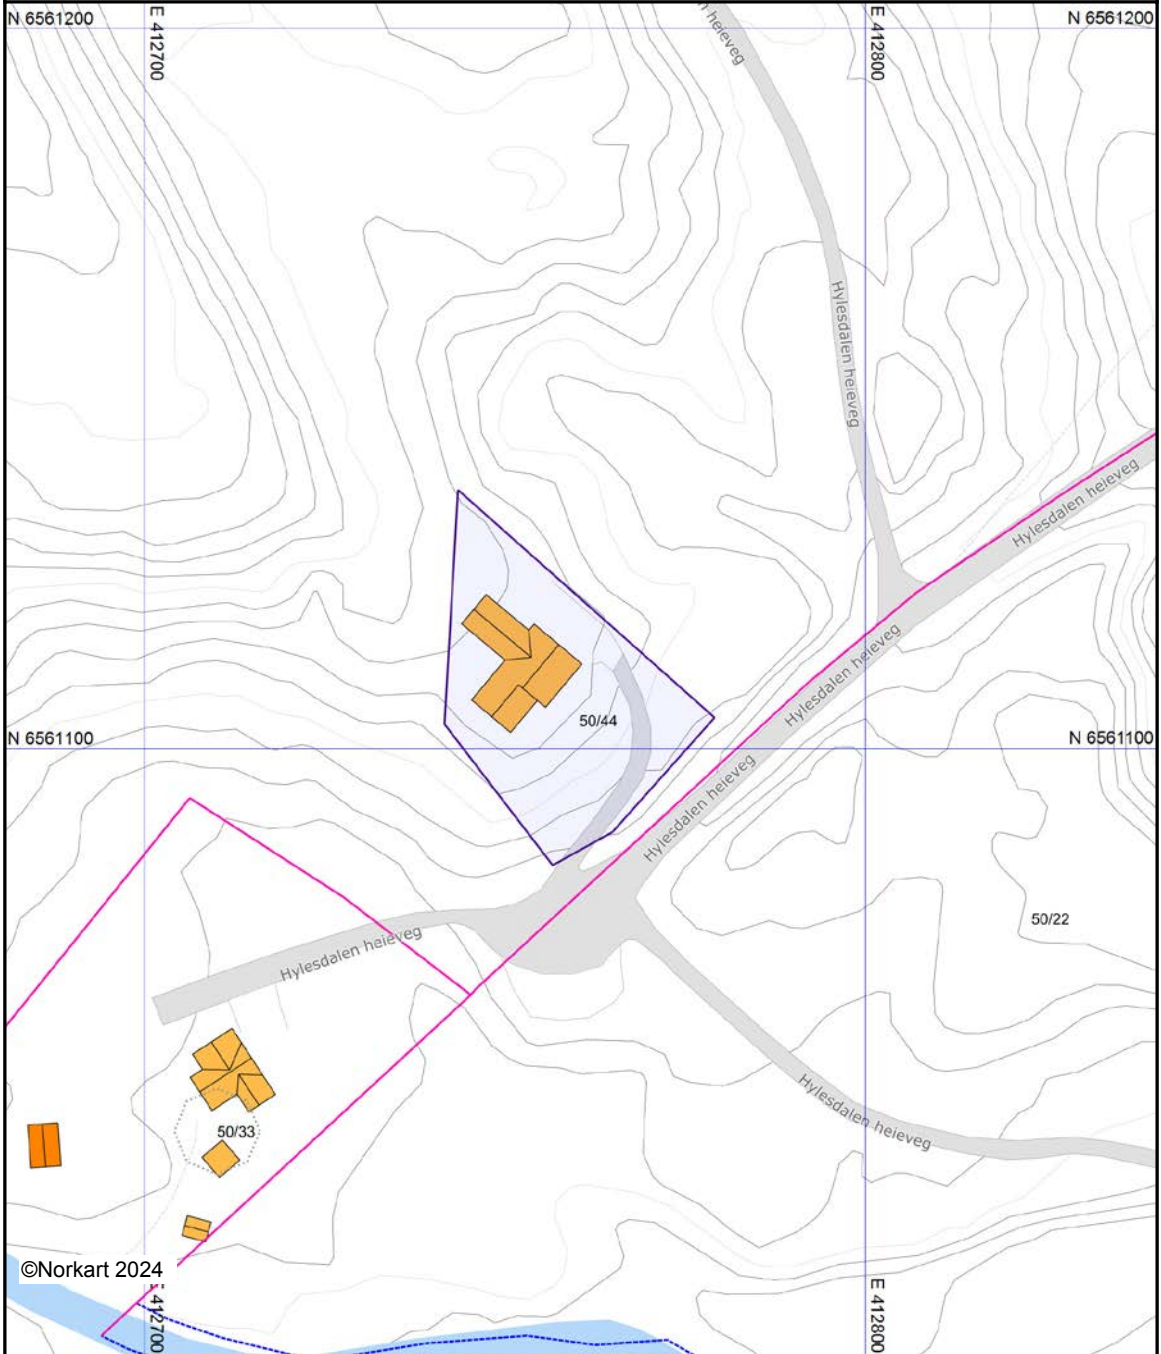 N 6561200
E 412700
n heieveg
E 412800
N 6561200
Hylesdalen heieveg
Hylesdalen heieveg
Hylesdalen heieveg
50/44
N 6561100
N 6561100
Hylesdalen heieveg
50/22
Hylesdalen heieveg
Hylesdalen heieveg
50/33
©Norkart 2024
E 412700
E 412800